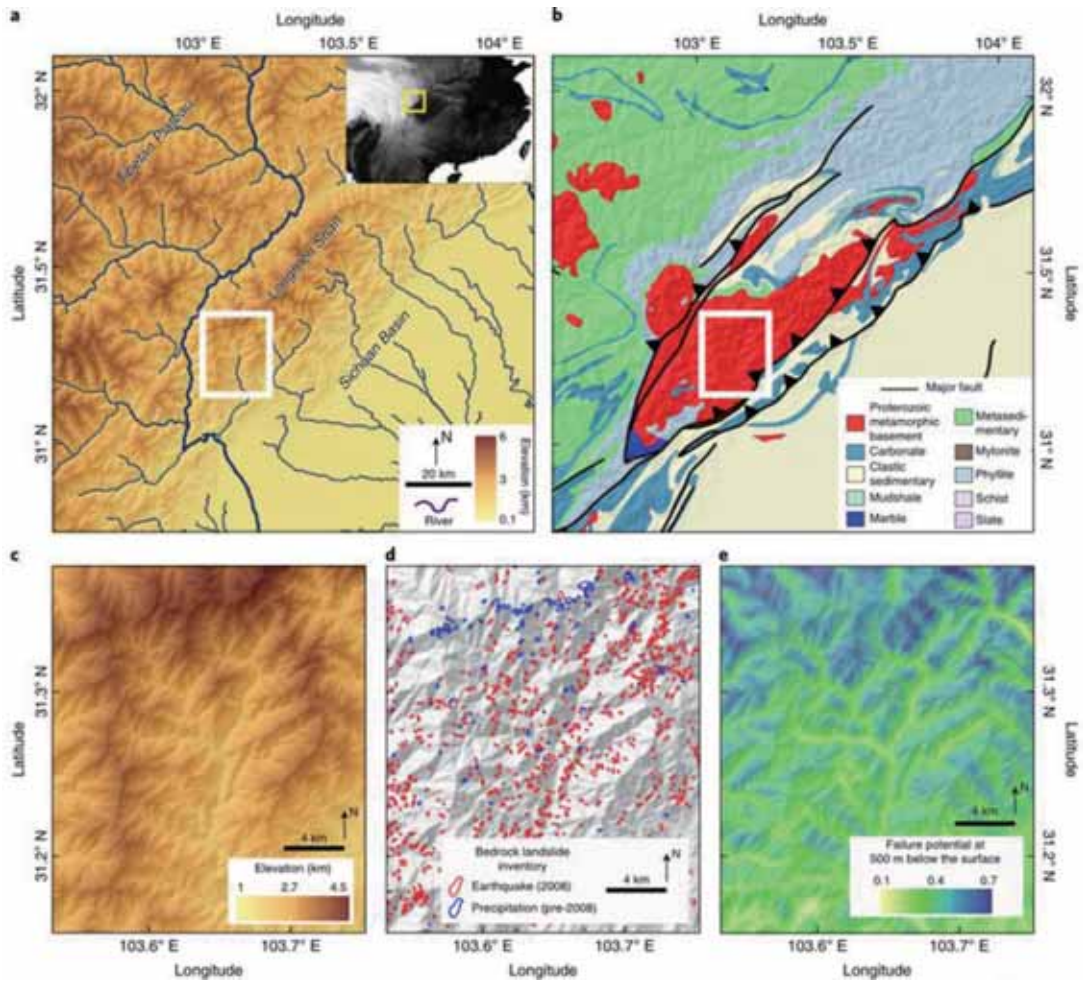 a
Longitude
103° E 103.5° E 104° E
Latitude
32° N
31.5° N
31° N
Tibetan Plateau
Longmen Shan
Sichuan Basin
N
20 km
River
Elevation (km)
6
3
0.1
b
Longitude
103° E 103.5° E 104° E
32° N
31.5° N
31° N
Latitude
Major fault
Proterozoic
metamorphic
basement
Carbonate
Clastic
sedimentary
Mudshale
Marble
Metasedi-
mentary
Mylonite
Phyllite
Schist
Slate
c
Latitude
31.3° N
31.2° N
N
4 km
Elevation (km)
1 2.7 4.5
103.6° E 103.7° E
Longitude
d
Bedrock landslide
inventory
Earthquake (2008)
Precipitation (pre-2008)
N
4 km
103.6° E 103.7° E
Longitude
e
31.3° N
31.2° N
Latitude
N
4 km
Failure potential at
500 m below the surface
0.1 0.4 0.7
103.6° E 103.7° E
Longitude